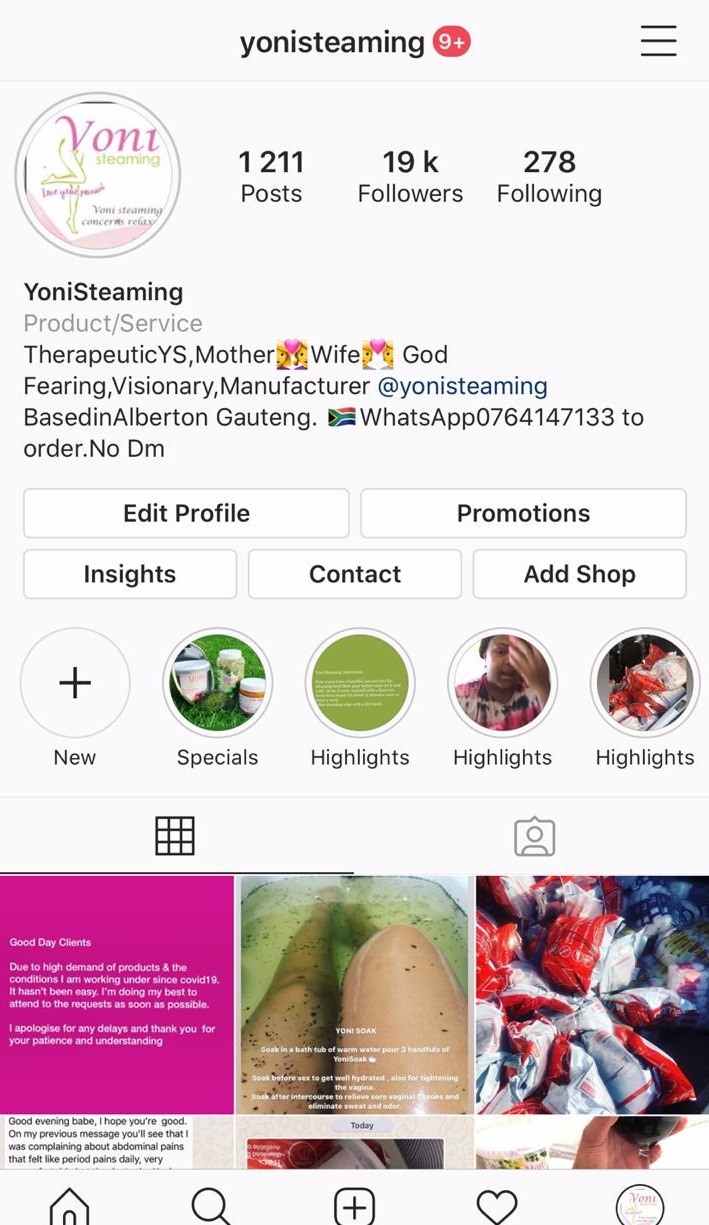 yonisteaming 9+
Yoni
steaming
Yoni steaming
concerns relax
1 211
Posts
19 k
Followers
278
Following
YoniSteaming
Product/Service
TherapeuticYS,Mother👩‍❤️‍👩Wife💏 God
Fearing,Visionary,Manufacturer @yonisteaming
BasedinAlberton Gauteng. 🇿🇦WhatsApp0764147133 to
order.No Dm
Edit Profile
Promotions
Insights
Contact
Add Shop
New
Specials
Highlights
Highlights
Highlights
Good Day Clients
Due to high demand of products & the
conditions I am working under since covid19.
It hasn't been easy. I'm doing my best to
attend to the requests as soon as possible.
I apologise for any delays and thank you for
your patience and understanding
YONI SOAK
Soak in a bath tub of warm water pour 3 handfuls of
YoniSoak
Soak before sex to get well hydrated , also for tightening
the vagina.
Soak after intercourse to relieve sore vaginal tissues and
eliminate sweat and odor.
Good evening babe, I hope you're good.
On my previous message you'll see that I
was complaining about abdominal pains
that felt like period pains daily, very
Today
Yoni